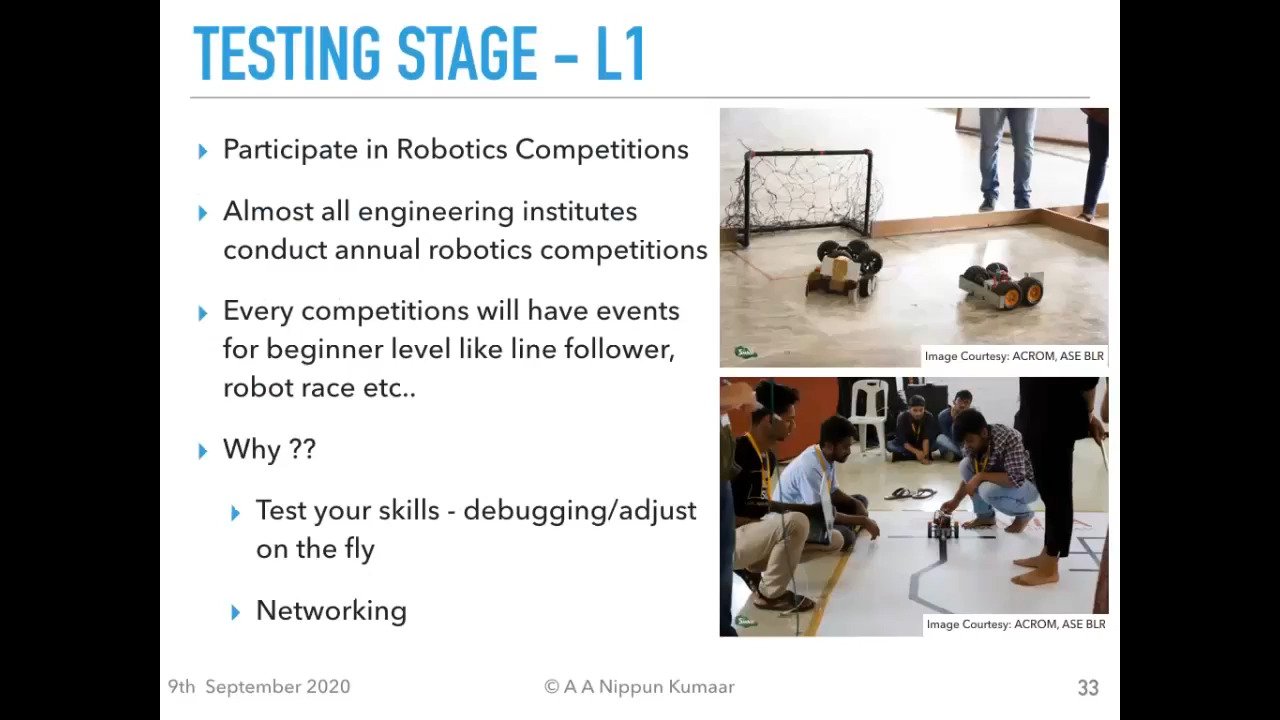 TESTING STAGE – L1
Participate in Robotics Competitions
Almost all engineering institutes
conduct annual robotics competitions
Every competitions will have events
for beginner level like line follower,
robot race etc..
Why ??
Test your skills - debugging/adjust
on the fly
Networking
Image Courtesy: ACROM, ASE BLR
Image Courtesy: ACROM, ASE BLR
9th September 2020
© A A Nippun Kumaar
33